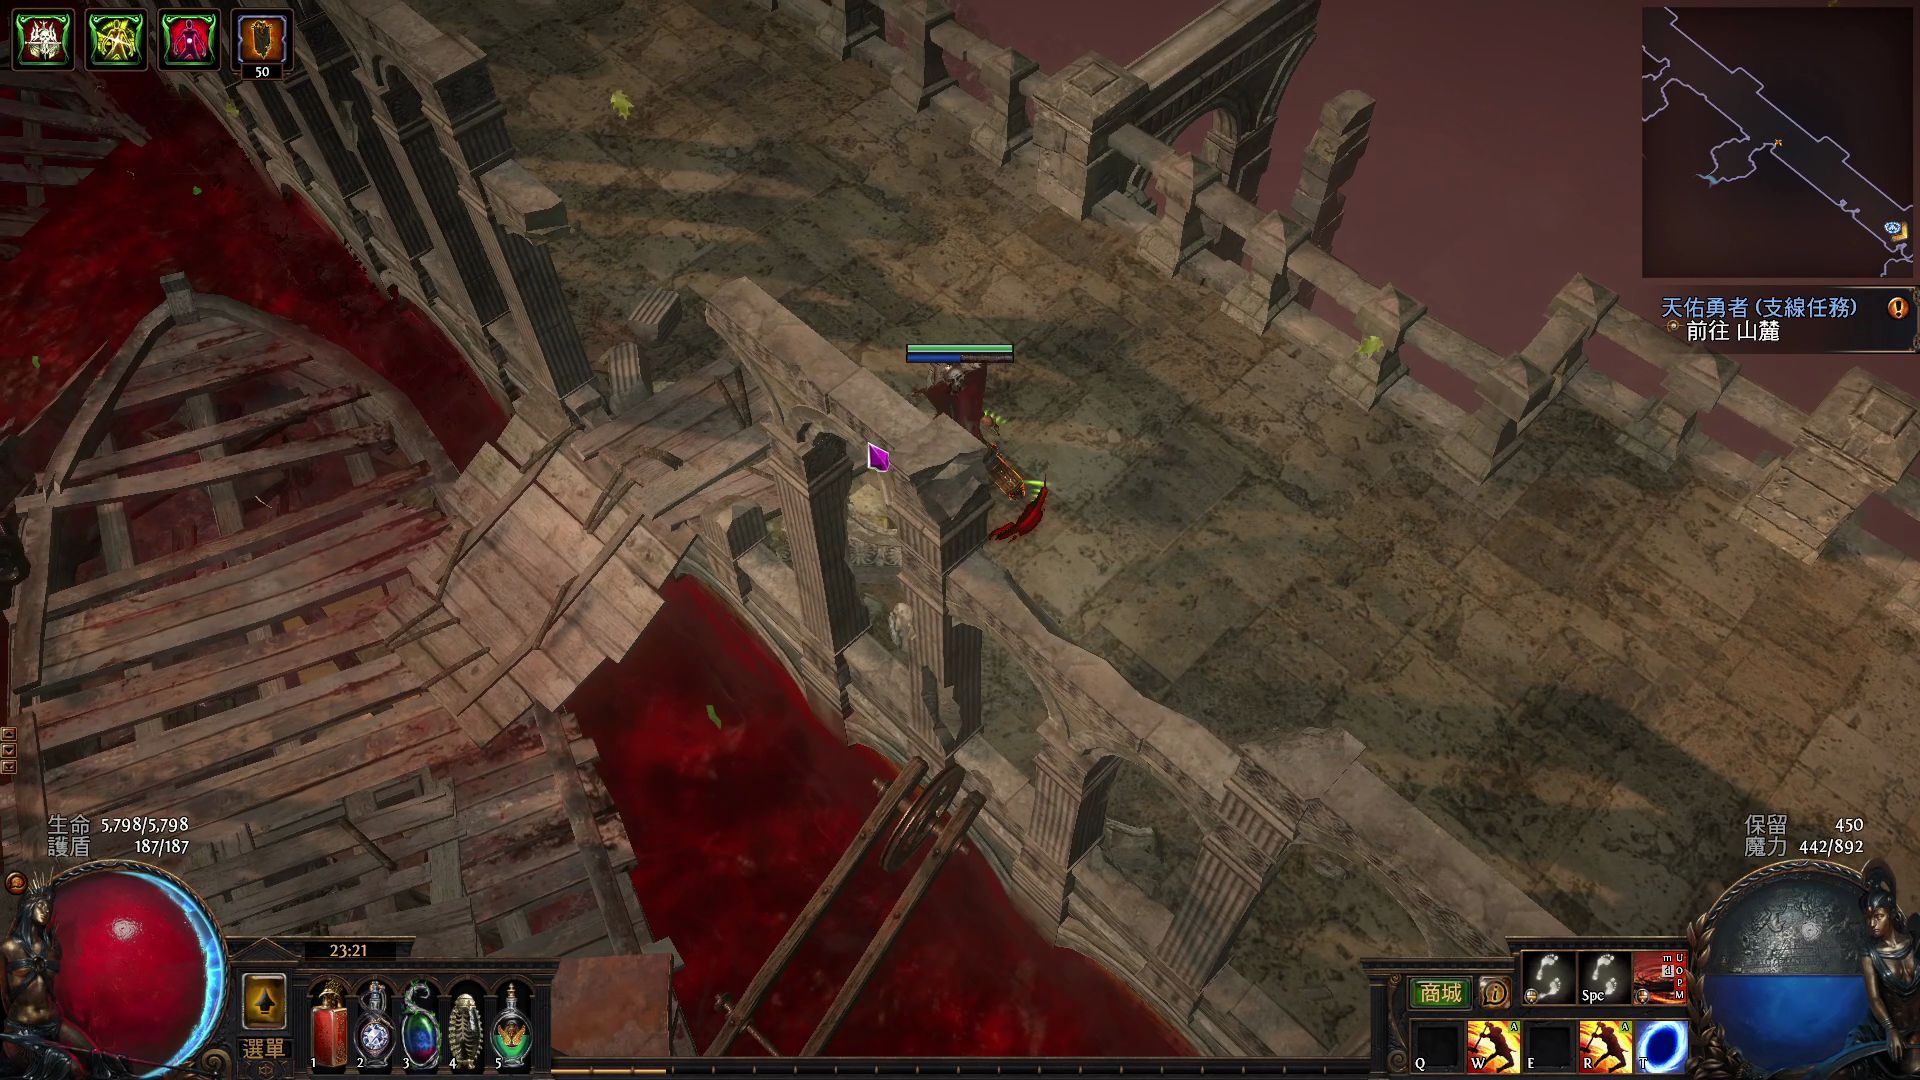 50
天佑勇者 (支線任務)
前往 山麓
生命 5,798/5,798
護盾 187/187
保留 450
魔力 442/892
23:21
選單
1 2 3 4 5
商城
Spc
m U
d O
P
M
Q W A E R A T